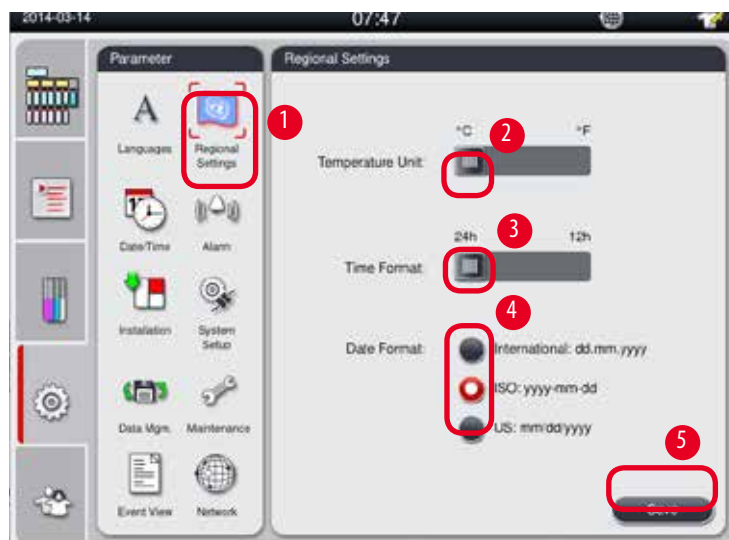 2014-03-14
07:47
Parameter
Languages
Regional
Settings
Date/Time
Alarm
Installation
System
Setup
Data Mgm.
Maintenance
Event View
Network
Regional Settings
°C
°F
Temperature Unit
24h
12h
Time Format
Date Format
International: dd.mm.yyyy
ISO: yyyy-mm-dd
US: mm/dd/yyyy
Save
1
2
3
4
5